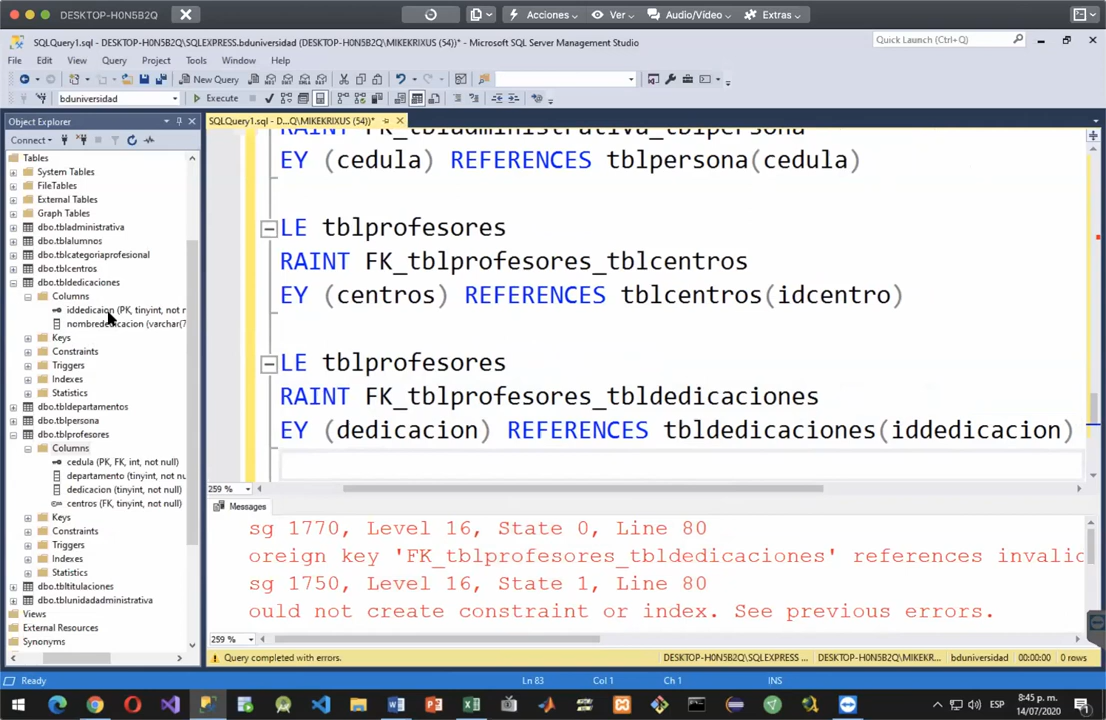 DESKTOP-H0N5B2Q
Acciones
Ver
Audio/Vídeo
Extras
SQLQuery1.sql - DESKTOP-H0N5B2Q\SQLEXPRESS.bduniversidad (DESKTOP-H0N5B2Q\MIKEKRIXUS (54))* - Microsoft SQL Server Management Studio
Quick Launch (Ctrl+Q)
File Edit View Query Project Tools Window Help
New Query
bduniversidad
Execute
Object Explorer
SQLQuery1.sql - D...Q\MIKEKRIXUS (54))*
Connect
Tables
System Tables
FileTables
External Tables
Graph Tables
dbo.tbladministrativa
dbo.tblalumnos
dbo.tblcategoriaprofesional
dbo.tblcentros
dbo.tbldedicaciones
Columns
iddedicaion (PK, tinyint, not r
nombrededicacion (varchar(7
Keys
Constraints
Triggers
Indexes
Statistics
dbo.tbldepartamentos
dbo.tblpersona
dbo.tblprofesores
Columns
cedula (PK, FK, int, not null)
departamento (tinyint, not nu
dedicacion (tinyint, not null)
centros (FK, tinyint, not null)
Keys
Constraints
Triggers
Indexes
Statistics
dbo.tbltitulaciones
dbo.tblunidadadministrativa
Views
External Resources
Synonyms
RAINT FK_tbladministrativa_tblpersona
EY (cedula) REFERENCES tblpersona(cedula)
LE tblprofesores
RAINT FK_tblprofesores_tblcentros
EY (centros) REFERENCES tblcentros(idcentro)
LE tblprofesores
RAINT FK_tblprofesores_tbldedicaciones
EY (dedicacion) REFERENCES tbldedicaciones(iddedicacion)
259 %
Messages
sg 1770, Level 16, State 0, Line 80
oreign key 'FK_tblprofesores_tbldedicaciones' references invalid
sg 1750, Level 16, State 1, Line 80
ould not create constraint or index. See previous errors.
259 %
Query completed with errors.
DESKTOP-H0N5B2Q\SQLEXPRESS ...
DESKTOP-H0N5B2Q\MIKEKR...
bduniversidad
00:00:00
0 rows
Ready
Ln 83
Col 1
Ch 1
INS
ESP
8:45 p. m.
14/07/2020